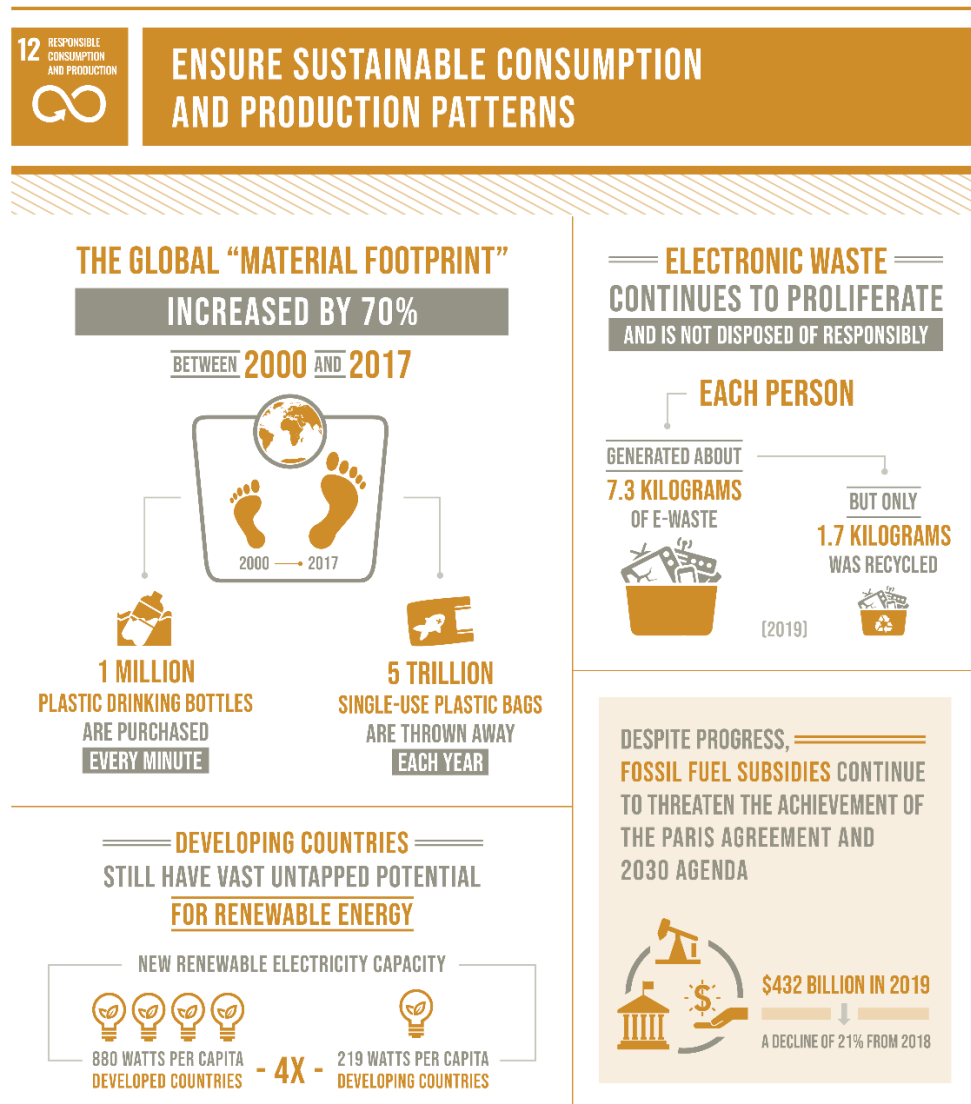 12 RESPONSIBLE
CONSUMPTION
AND PRODUCTION
ENSURE SUSTAINABLE CONSUMPTION
AND PRODUCTION PATTERNS
THE GLOBAL “MATERIAL FOOTPRINT”
INCREASED BY 70%
BETWEEN 2000 AND 2017
2000
2017
1 MILLION
PLASTIC DRINKING BOTTLES
ARE PURCHASED
EVERY MINUTE
5 TRILLION
SINGLE-USE PLASTIC BAGS
ARE THROWN AWAY
EACH YEAR
ELECTRONIC WASTE
CONTINUES TO PROLIFERATE
AND IS NOT DISPOSED OF RESPONSIBLY
EACH PERSON
GENERATED ABOUT
7.3 KILOGRAMS
OF E-WASTE
BUT ONLY
1.7 KILOGRAMS
WAS RECYCLED
(2019)
DEVELOPING COUNTRIES
STILL HAVE VAST UNTAPPED POTENTIAL
FOR RENEWABLE ENERGY
NEW RENEWABLE ELECTRICITY CAPACITY
880 WATTS PER CAPITA
DEVELOPED COUNTRIES
- 4X -
219 WATTS PER CAPITA
DEVELOPING COUNTRIES
DESPITE PROGRESS,
FOSSIL FUEL SUBSIDIES CONTINUE
TO THREATEN THE ACHIEVEMENT OF
THE PARIS AGREEMENT AND
2030 AGENDA
$
$432 BILLION IN 2019
A DECLINE OF 21% FROM 2018